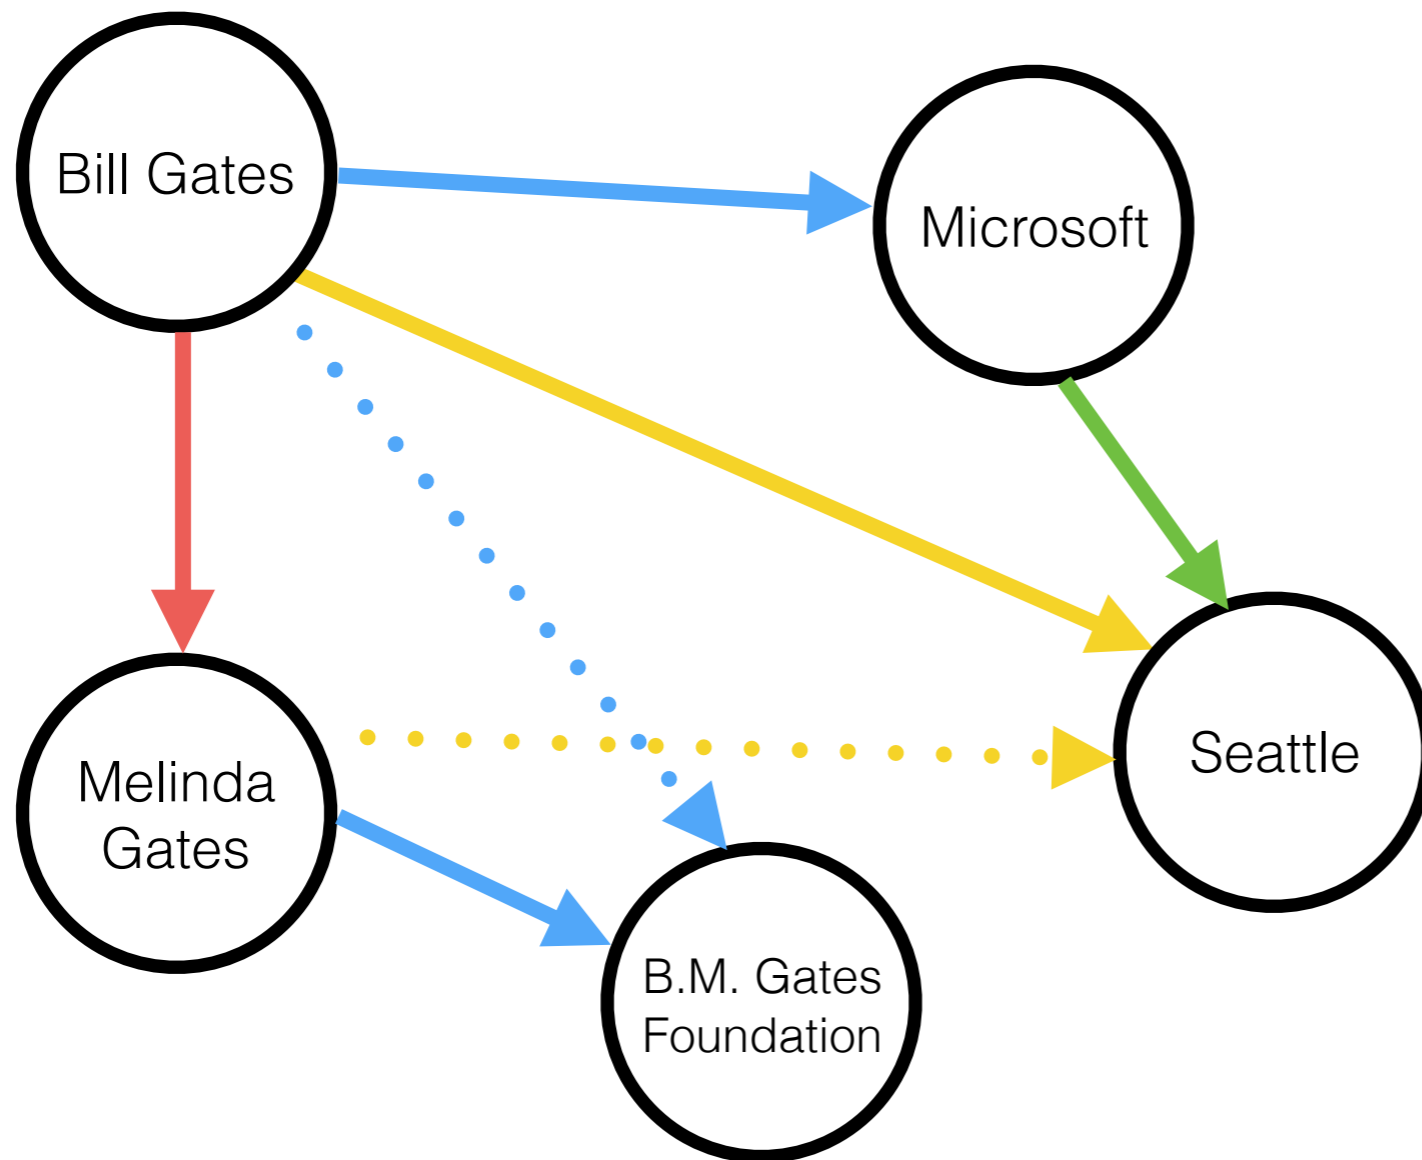 Bill Gates
Microsoft
Seattle
Melinda
Gates
B.M. Gates
Foundation